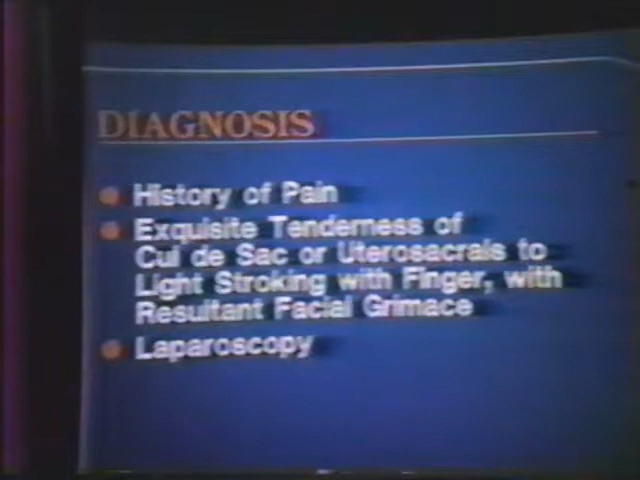 DIAGNOSIS
History of Pain
Exquisite Tenderness of
Cul de Sac or Uterosacrals to
Light Stroking with Finger, with
Resultant Facial Grimace
Laparoscopy